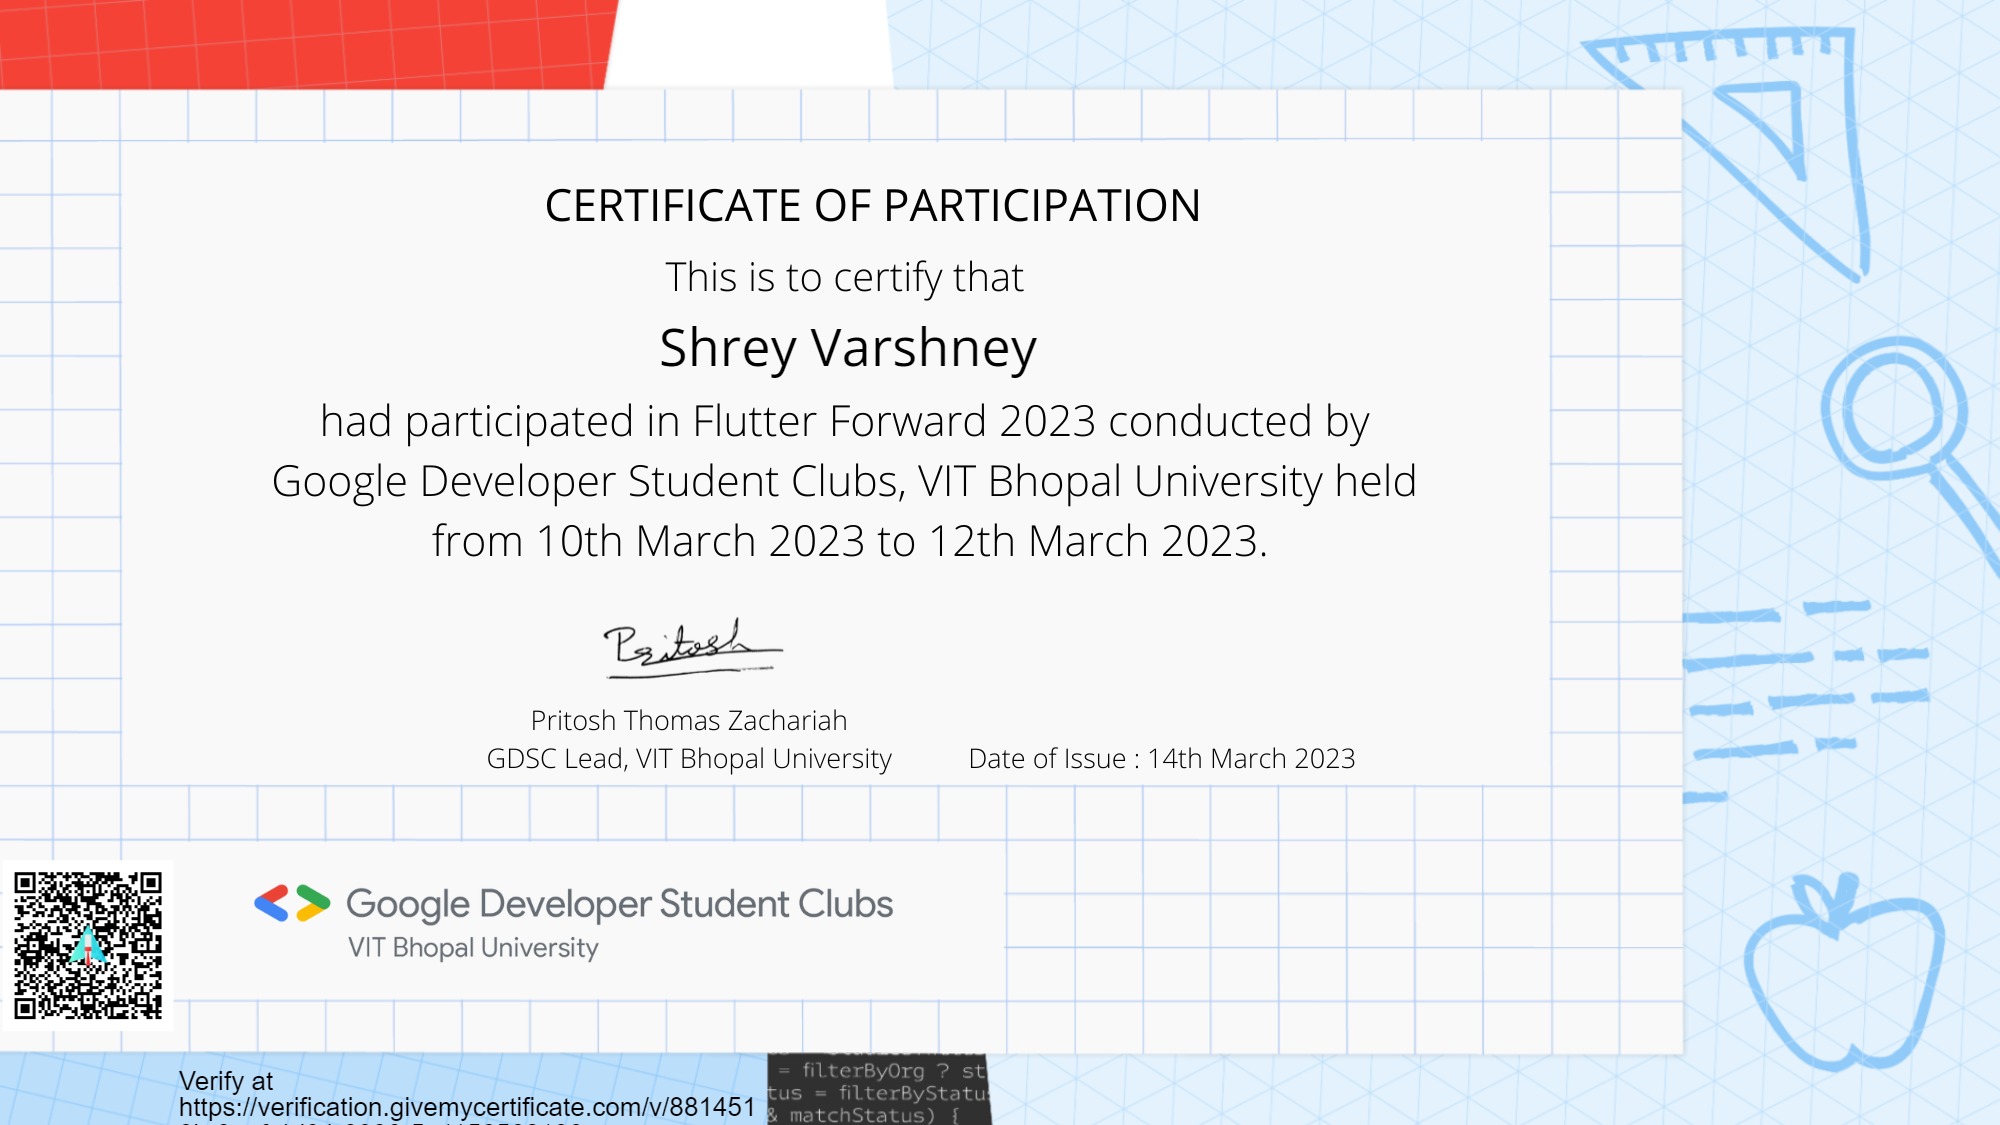 CERTIFICATE OF PARTICIPATION
This is to certify that
Shrey Varshney
had participated in Flutter Forward 2023 conducted by
Google Developer Student Clubs, VIT Bhopal University held
from 10th March 2023 to 12th March 2023.
Pritosh
Pritosh Thomas Zachariah
GDSC Lead, VIT Bhopal University
Date of Issue : 14th March 2023
Google Developer Student Clubs
VIT Bhopal University
Verify at
https://verification.givemycertificate.com/v/881451
= filterByOrg ? st
tus = filterByStatus
& matchStatus) {